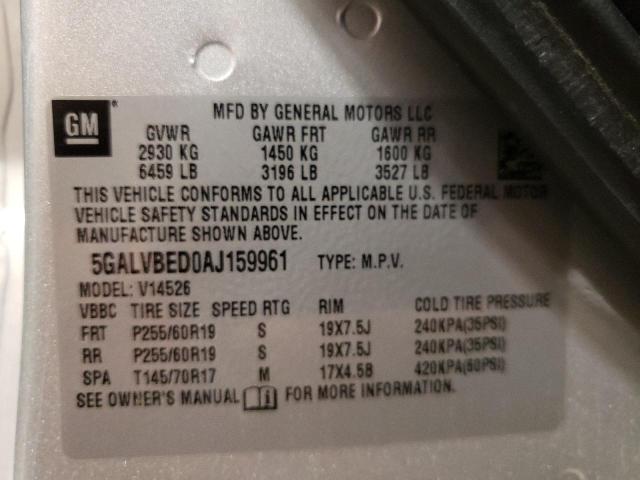 GM®
MFD BY GENERAL MOTORS LLC
GVWR GAWR FRT GAWR RR
2930 KG 1450 KG 1600 KG
6459 LB 3196 LB 3527 LB
THIS VEHICLE CONFORMS TO ALL APPLICABLE U.S. FEDERAL MOTOR
VEHICLE SAFETY STANDARDS IN EFFECT ON THE DATE OF
MANUFACTURE SHOWN ABOVE.
5GALVBED0AJ159961 TYPE: M.P.V.
MODEL: V14526
VBBC TIRE SIZE SPEED RTG RIM COLD TIRE PRESSURE
FRT P255/60R19 S 19X7.5J 240KPA(35PSI)
RR P255/60R19 S 19X7.5J 240KPA(35PSI)
SPA T145/70R17 M 17X4.5B 420KPA(60PSI)
SEE OWNER'S MANUAL FOR MORE INFORMATION.